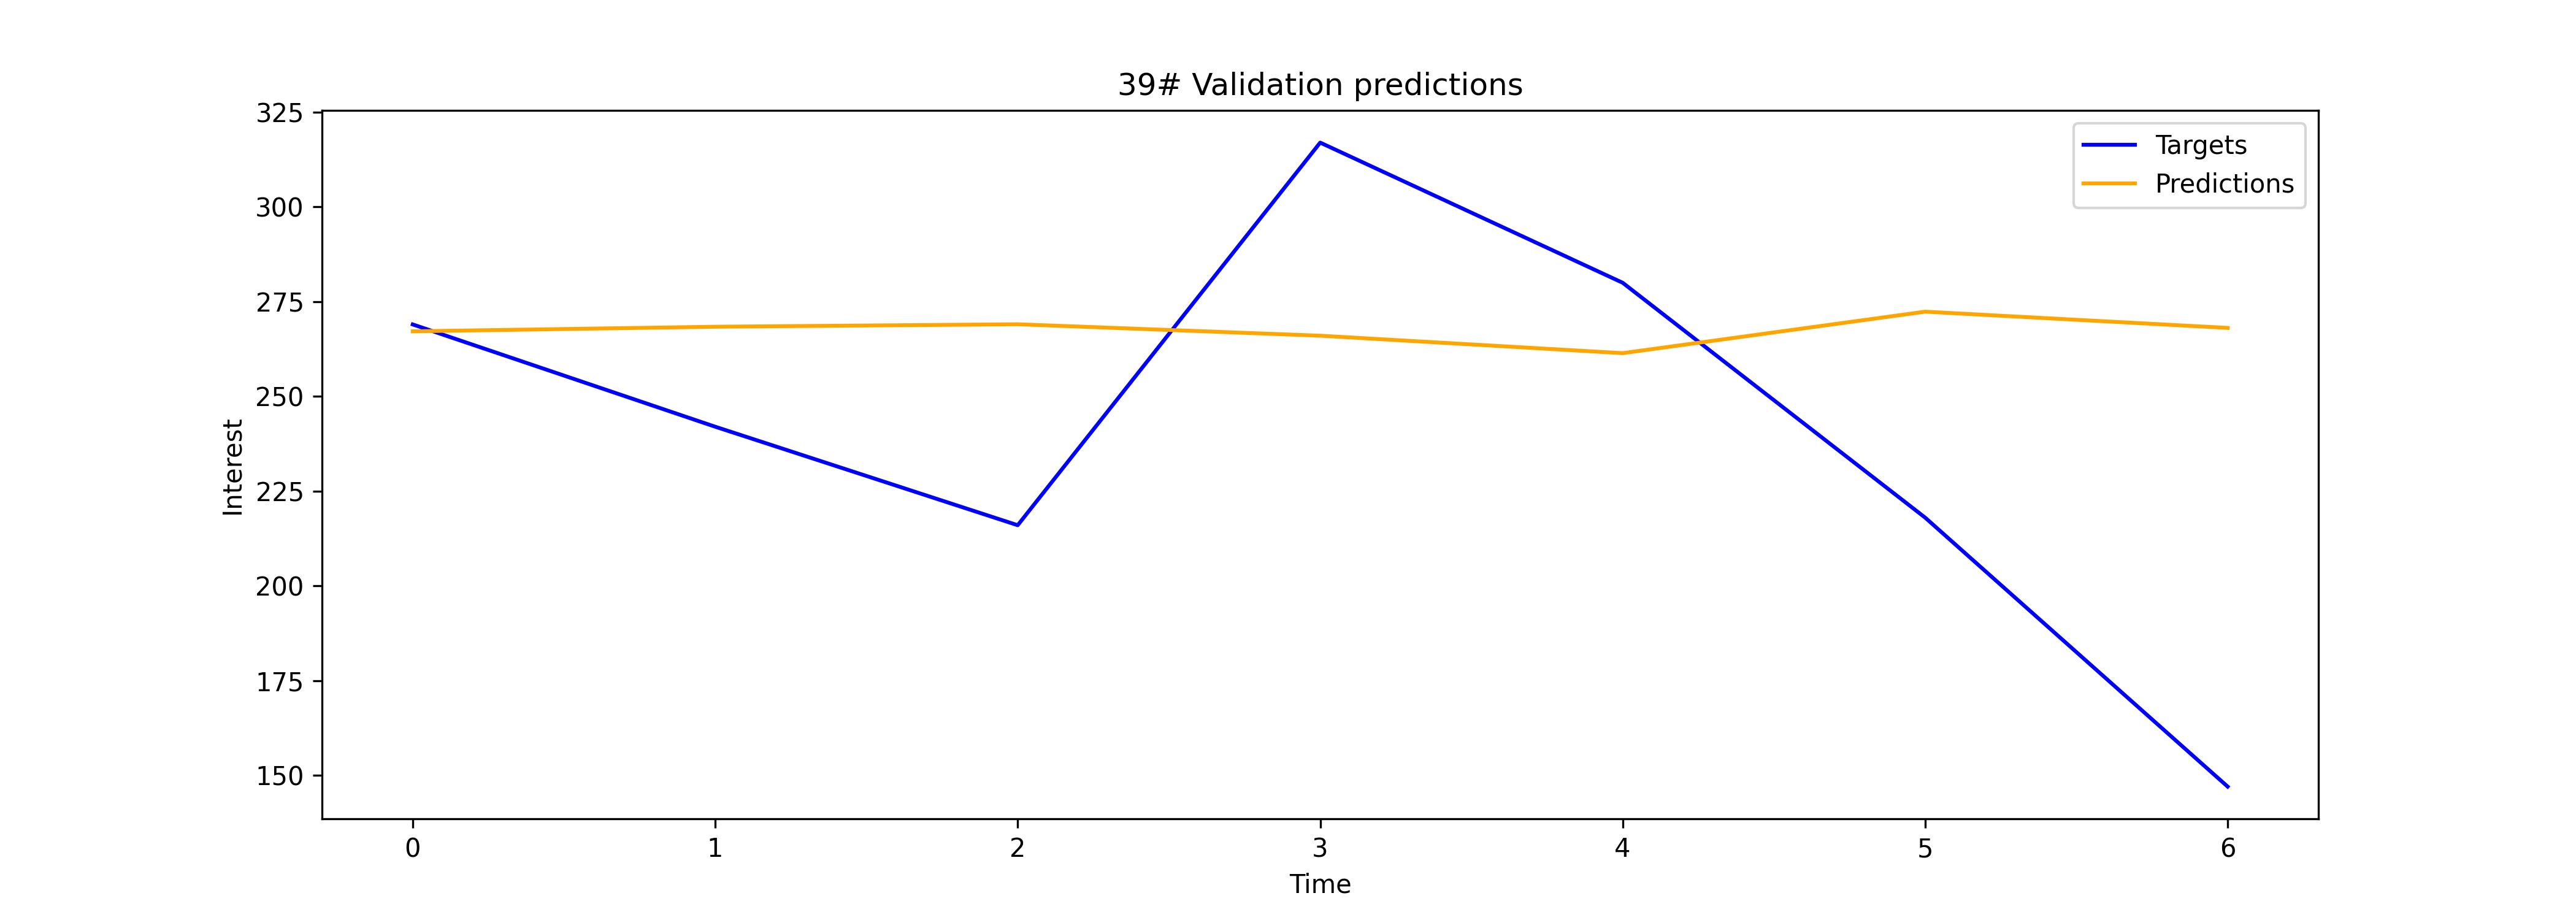 39# Validation predictions
325
300
275
250
225
200
175
150
Interest
0 1 2 3 4 5 6
Time
Targets
Predictions